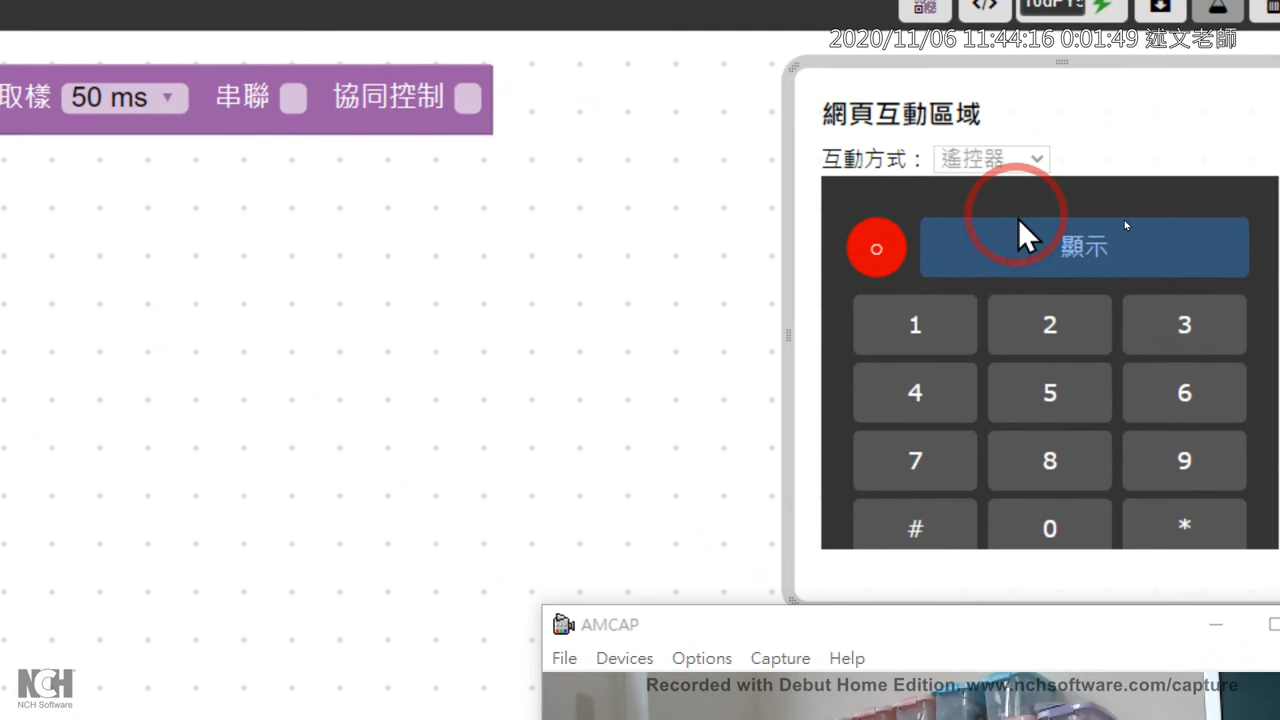 2020/11/06 11:44:16 0:01:49 述文老師
取樣 50 ms 串聯 協同控制
網頁互動區域
互動方式： 遙控器
顯示
1 2 3
4 5 6
7 8 9
# 0 *
AMCAP
File Devices Options Capture Help
Recorded with Debut Home Edition. www.nchsoftware.com/capture
NCH
NCH Software